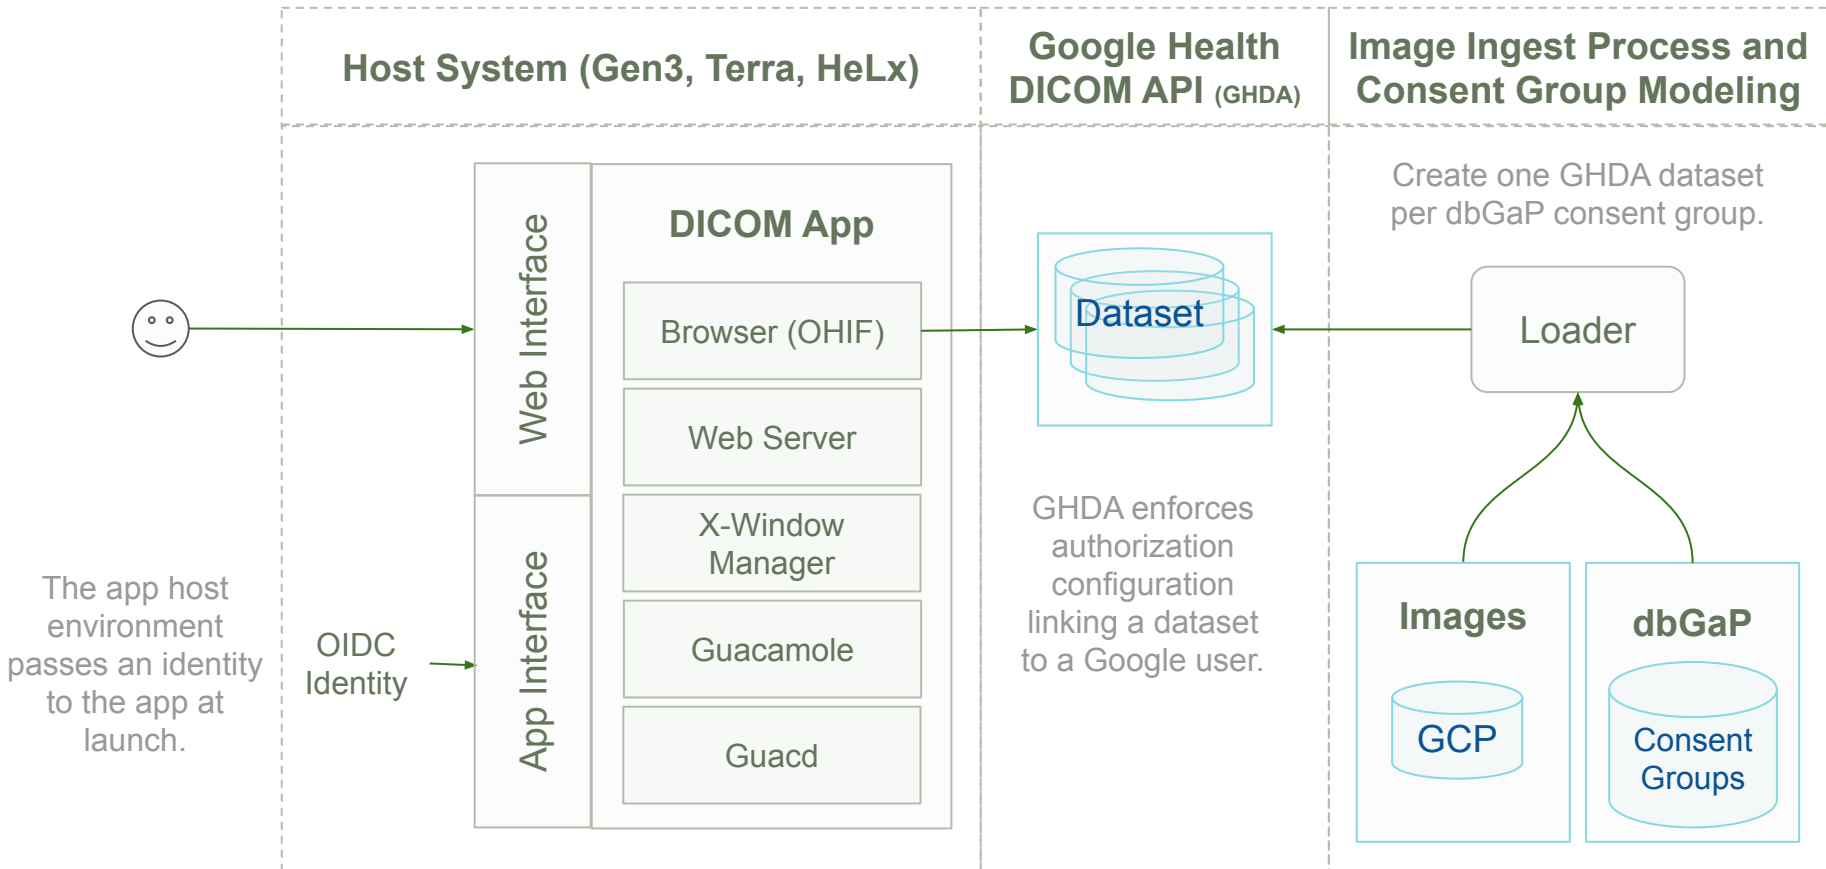 Host System (Gen3, Terra, HeLx)
Google Health
DICOM API (GHDA)
Image Ingest Process and
Consent Group Modeling
The app host
environment
passes an identity
to the app at
launch.
OIDC
Identity
Web Interface
App Interface
DICOM App
Browser (OHIF)
Web Server
X-Window
Manager
Guacamole
Guacd
Dataset
GHDA enforces
authorization
configuration
linking a dataset
to a Google user.
Create one GHDA dataset
per dbGaP consent group.
Loader
Images
GCP
dbGaP
Consent
Groups